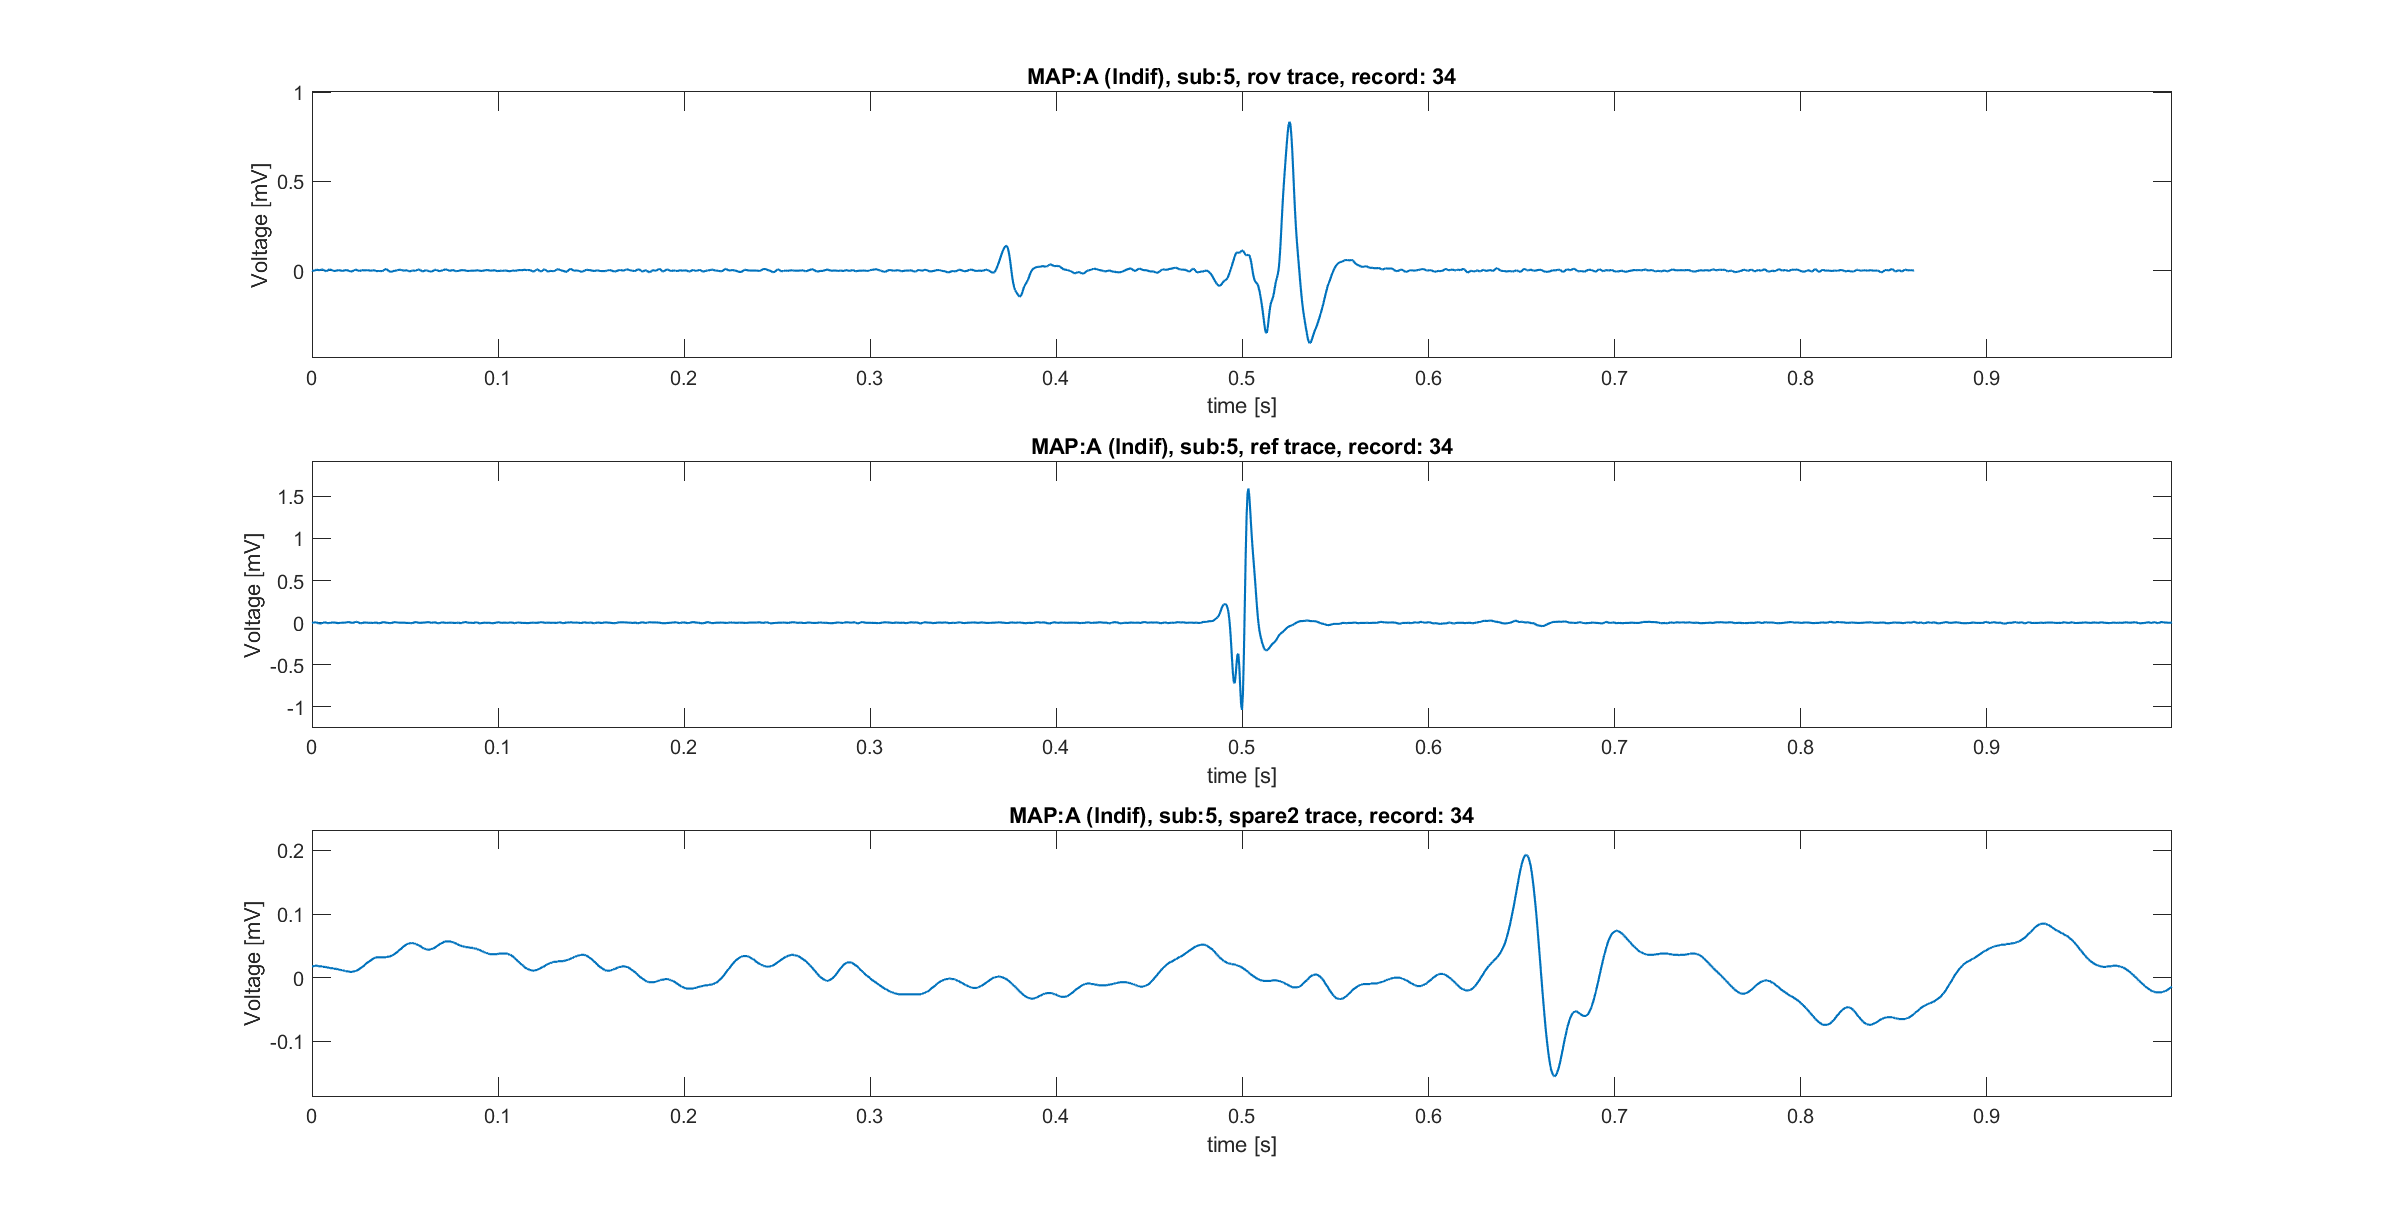 MAP:A (Indif), sub:5, rov trace, record: 34
1
0.5
0
Voltage [mV]
0 0.1 0.2 0.3 0.4 0.5 0.6 0.7 0.8 0.9
time [s]
MAP:A (Indif), sub:5, ref trace, record: 34
1.5
1
0.5
0
-0.5
-1
Voltage [mV]
0 0.1 0.2 0.3 0.4 0.5 0.6 0.7 0.8 0.9
time [s]
MAP:A (Indif), sub:5, spare2 trace, record: 34
0.2
0.1
0
-0.1
Voltage [mV]
0 0.1 0.2 0.3 0.4 0.5 0.6 0.7 0.8 0.9
time [s]